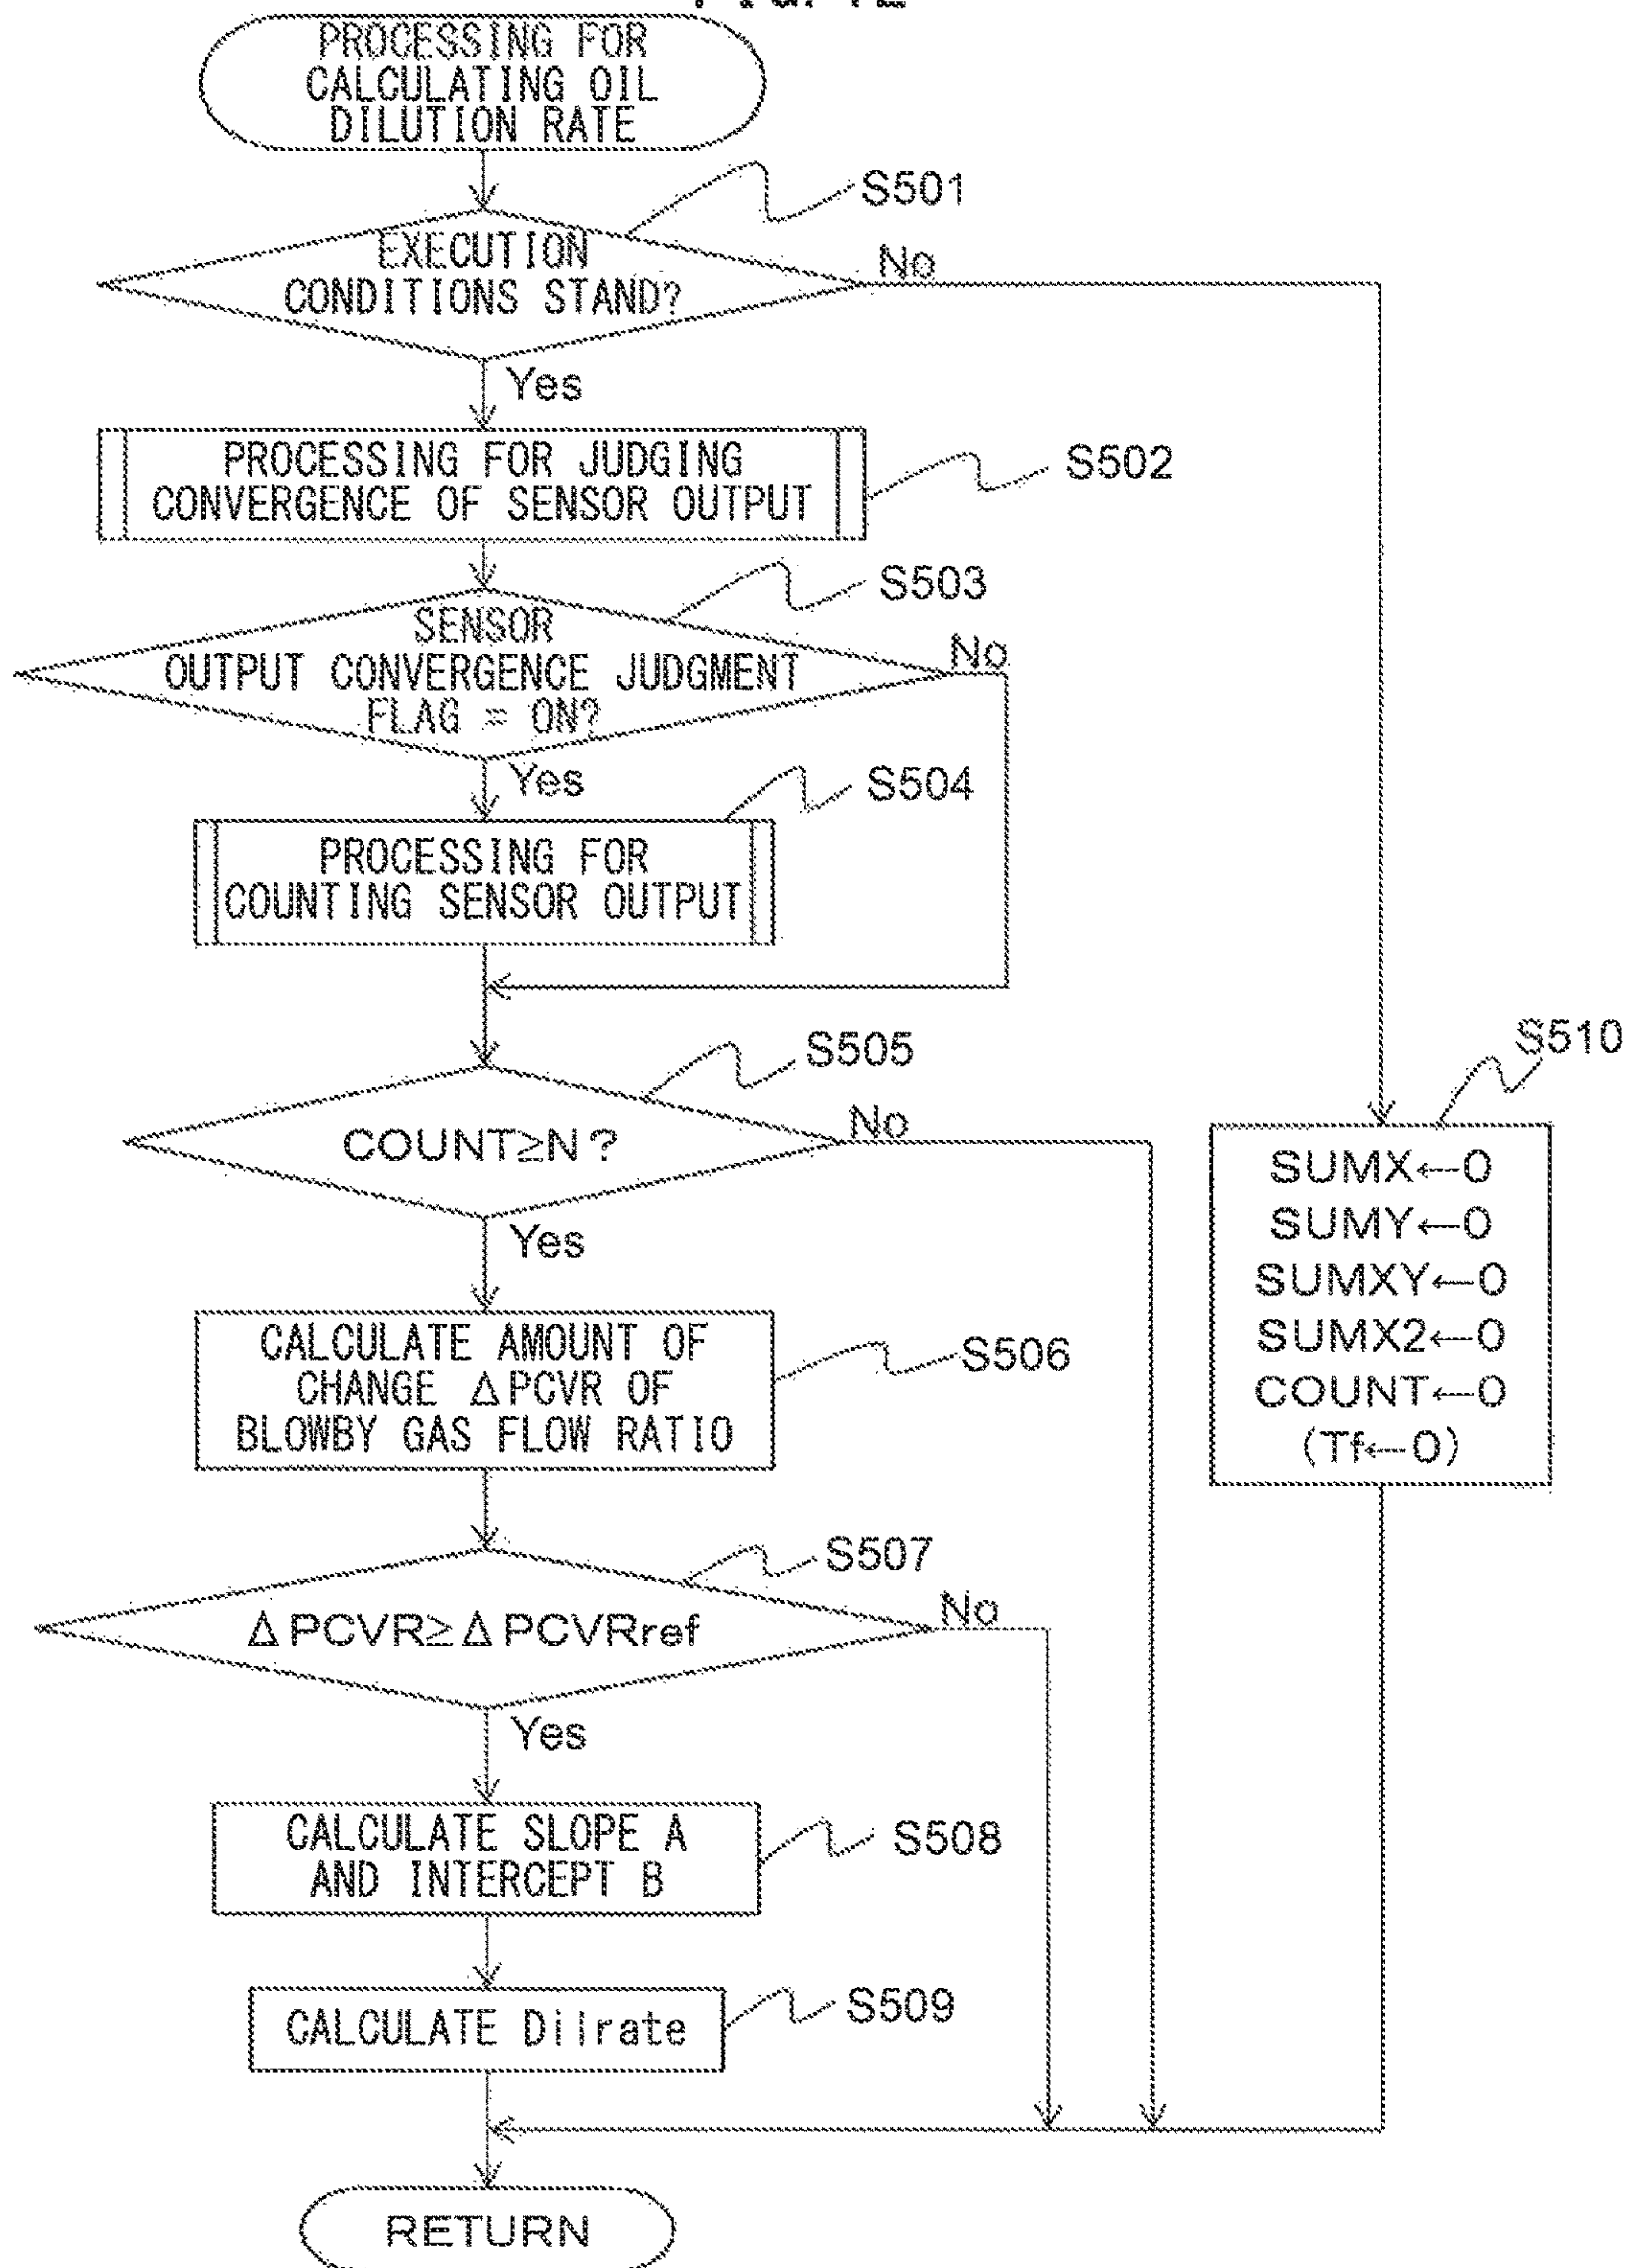 PROCESSING FOR
CALCULATING OIL
DILUTION RATE
S501
EXECUTION
CONDITIONS STAND?
No
Yes
PROCESSING FOR JUDGING
CONVERGENCE OF SENSOR OUTPUT
S502
S503
SENSOR
OUTPUT CONVERGENCE JUDGMENT
FLAG = ON?
No
Yes
S504
PROCESSING FOR
COUNTING SENSOR OUTPUT
S505
COUNT≥N?
No
Yes
S510
SUMX←0
SUMY←0
SUMXY←0
SUMX2←0
COUNT←0
(Tf←0)
CALCULATE AMOUNT OF
CHANGE ΔPCVR OF
BLOWBY GAS FLOW RATIO
S506
S507
ΔPCVR≥ΔPCVRref
No
Yes
CALCULATE SLOPE A
AND INTERCEPT B
S508
CALCULATE Dilrate
S509
RETURN